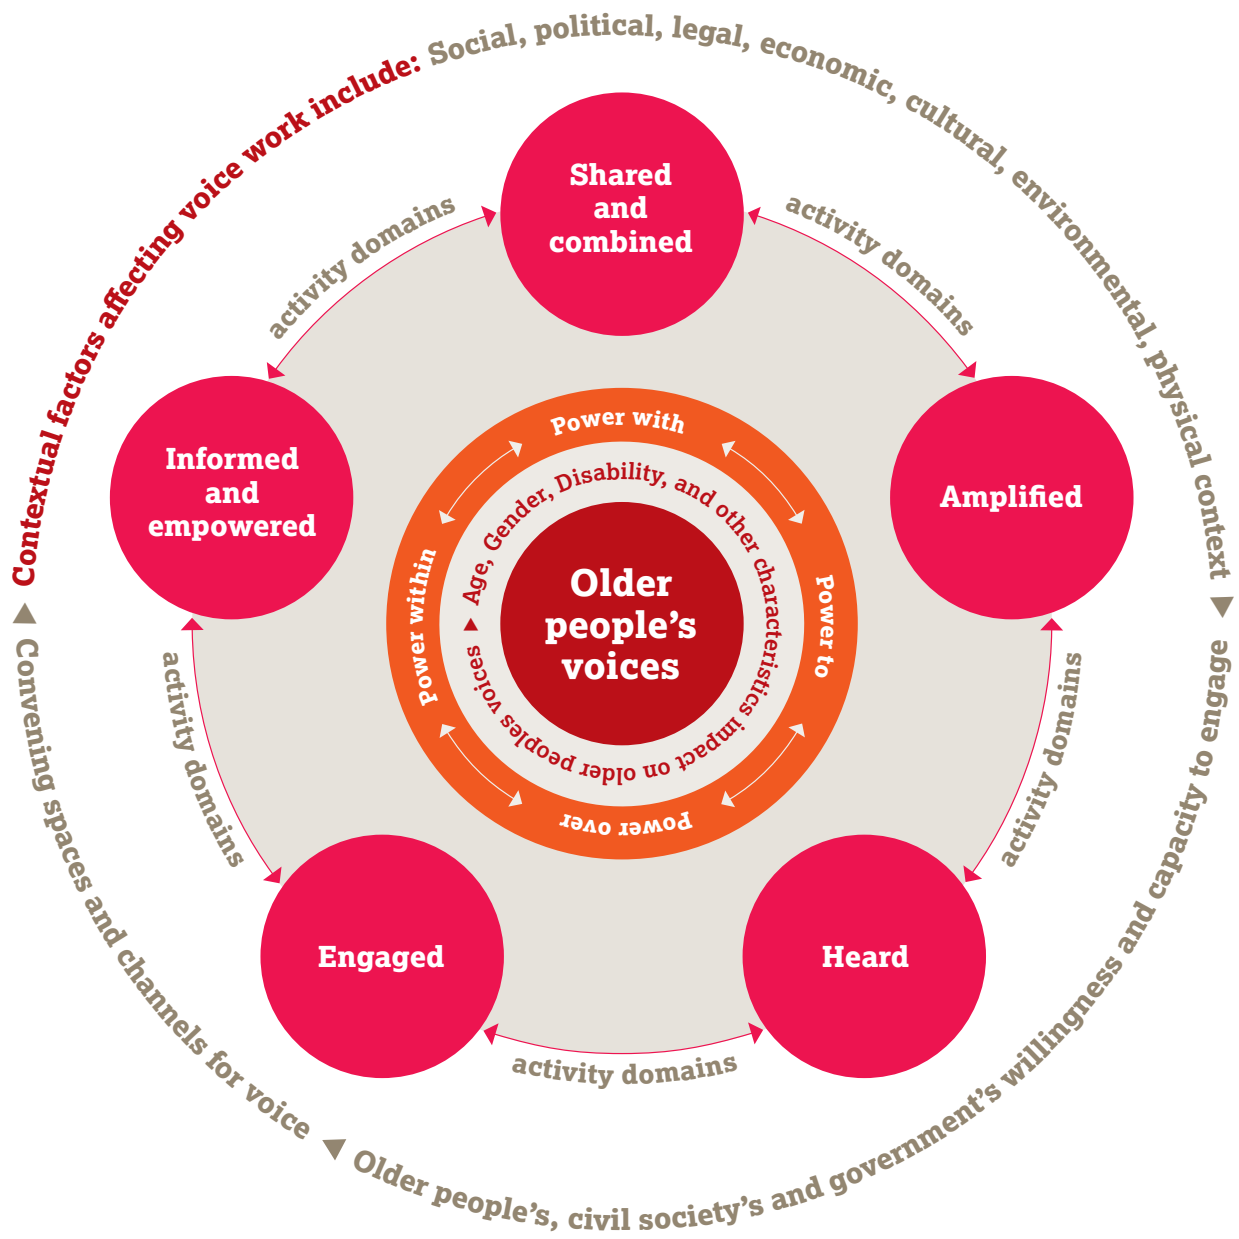 Contextual factors affecting voice work include: Social, political, legal, economic, cultural, environmental, physical context
Older people's, civil society's and government's willingness and capacity to engage
Convening spaces and channels for voice
Shared
and
combined
activity domains
activity domains
Informed
and
empowered
Amplified
Power with
Power within
Power to
Power over
Age, Gender, Disability, and other characteristics impact on older peoples voices
Older
people's
voices
activity domains
activity domains
Engaged
Heard
activity domains